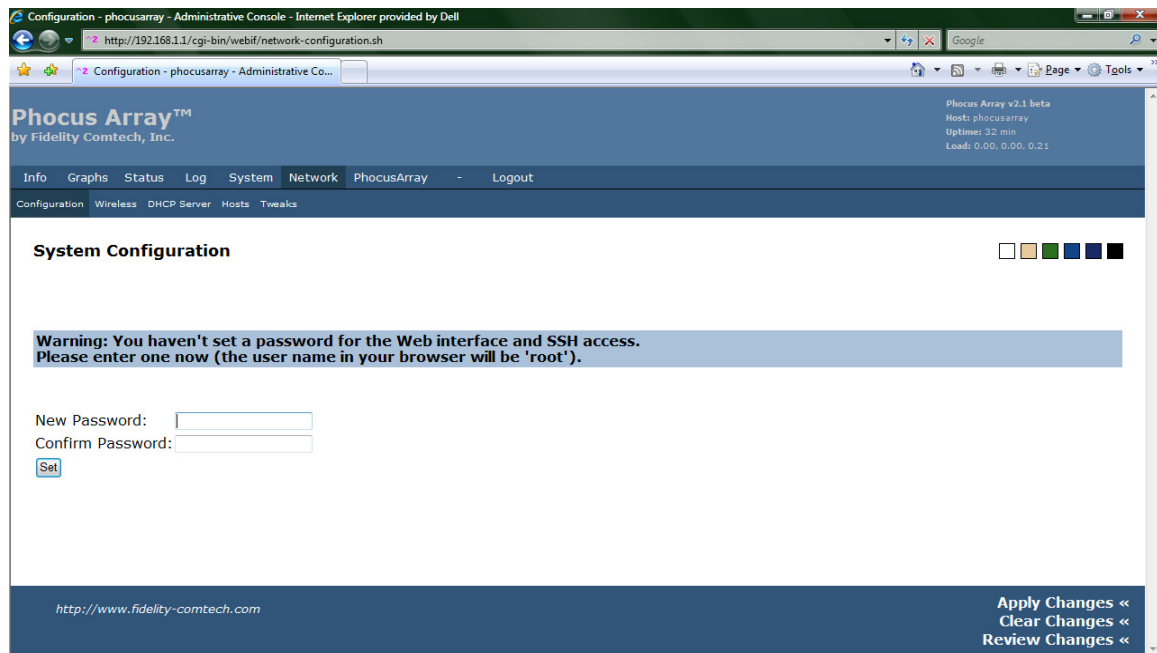 Configuration - phocusarray - Administrative Console - Internet Explorer provided by Dell
http://192.168.1.1/cgi-bin/webif/network-configuration.sh
Google
Configuration - phocusarray - Administrative Co...
Page
Tools
Phocus Array™
by Fidelity Comtech, Inc.
Phocus Array v2.1 beta
Host: phocusarray
Uptime: 32 min
Load: 0.00, 0.00, 0.21
Info Graphs Status Log System Network PhocusArray - Logout
Configuration Wireless DHCP Server Hosts Tweaks
System Configuration
Warning: You haven't set a password for the Web interface and SSH access.
Please enter one now (the user name in your browser will be 'root').
New Password:
Confirm Password:
Set
http://www.fidelity-comtech.com
Apply Changes «
Clear Changes «
Review Changes «